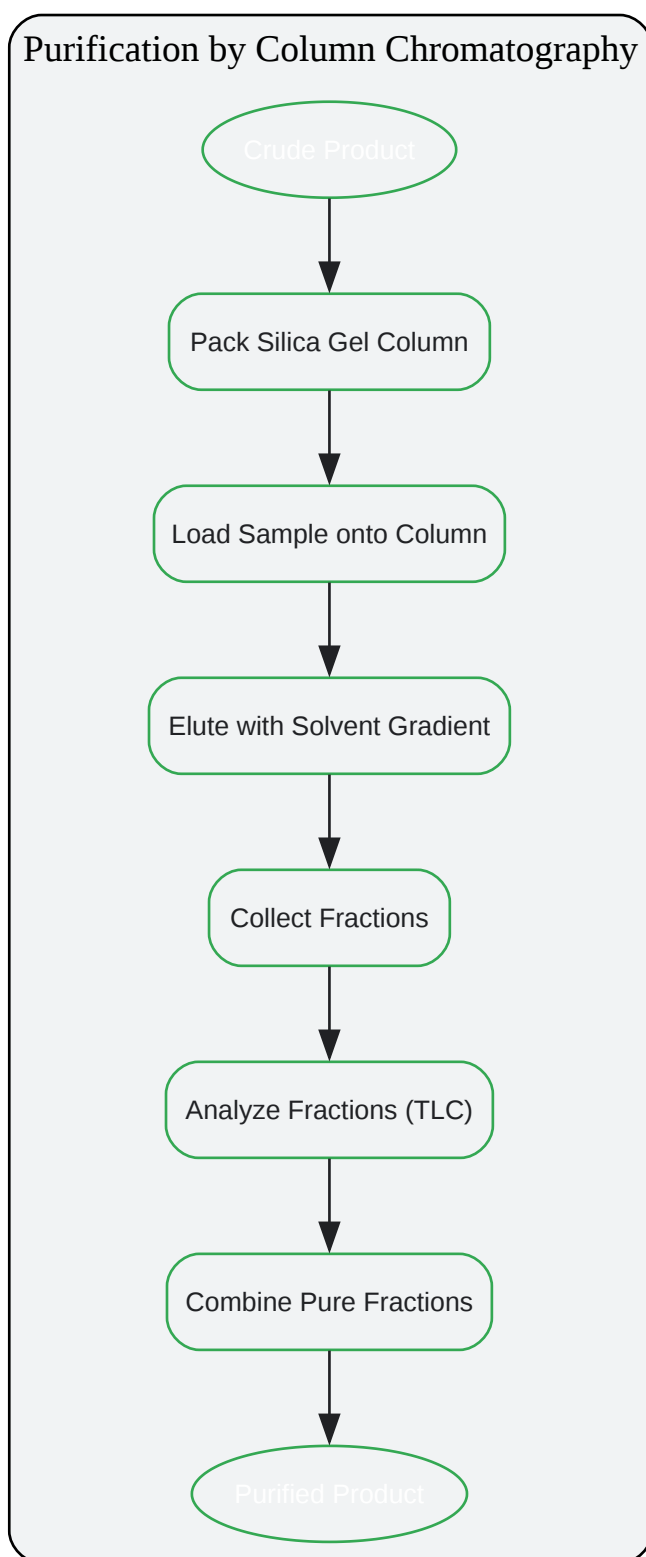 Purification by Column Chromatography
Crude Product
Pack Silica Gel Column
Load Sample onto Column
Elute with Solvent Gradient
Collect Fractions
Analyze Fractions (TLC)
Combine Pure Fractions
Purified Product